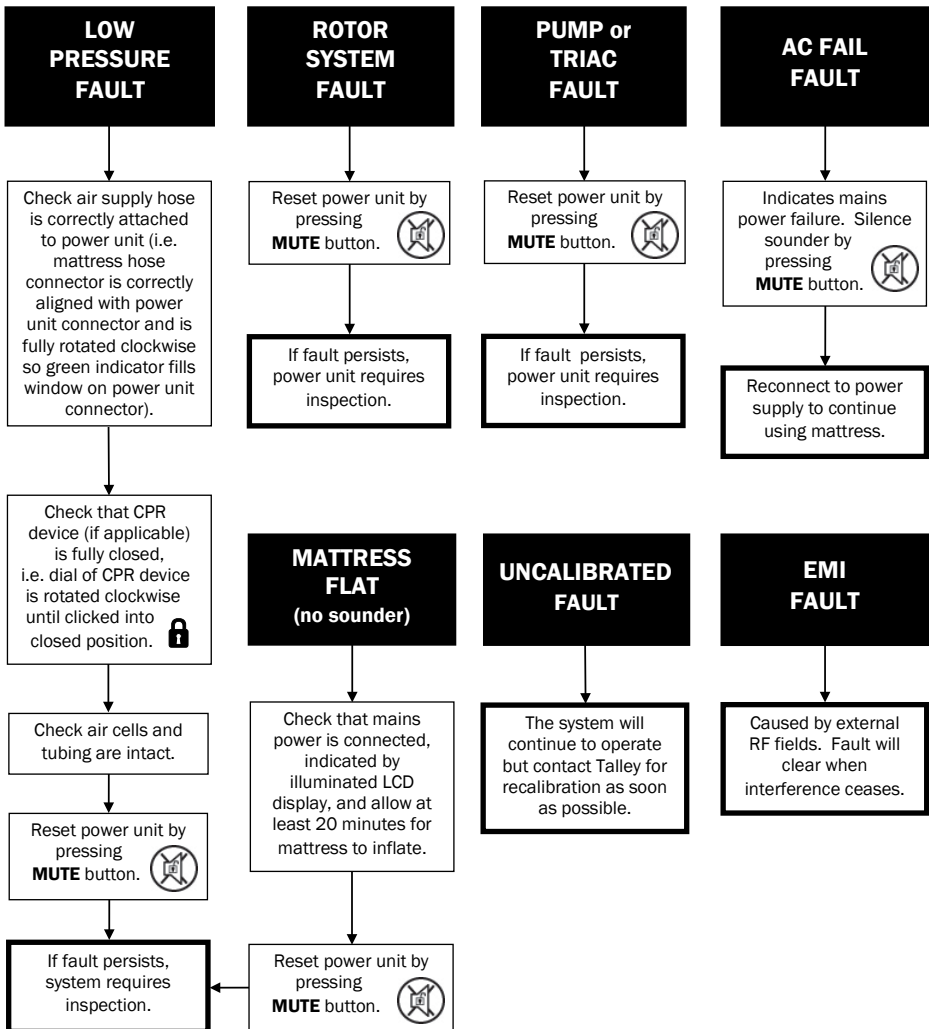 LOW
PRESSURE
FAULT
Check air supply hose
is correctly attached
to power unit (i.e.
mattress hose
connector is correctly
aligned with power
unit connector and is
fully rotated clockwise
so green indicator fills
window on power unit
connector).
Check that CPR
device (if applicable)
is fully closed,
i.e. dial of CPR device
is rotated clockwise
until clicked into
closed position.
Check air cells and
tubing are intact.
Reset power unit by
pressing
MUTE button.
If fault persists,
system requires
inspection.
ROTOR
SYSTEM
FAULT
Reset power unit by
pressing
MUTE button.
If fault persists,
power unit requires
inspection.
PUMP or
TRIAC
FAULT
Reset power unit by
pressing
MUTE button.
If fault persists,
power unit requires
inspection.
AC FAIL
FAULT
Indicates mains
power failure. Silence
sounder by
pressing
MUTE button.
Reconnect to power
supply to continue
using mattress.
MATTRESS
FLAT
(no sounder)
Check that mains
power is connected,
indicated by
illuminated LCD
display, and allow at
least 20 minutes for
mattress to inflate.
Reset power unit by
pressing
MUTE button.
UNCALIBRATED
FAULT
The system will
continue to operate
but contact Talley for
recalibration as soon
as possible.
EMI
FAULT
Caused by external
RF fields. Fault will
clear when
interference ceases.